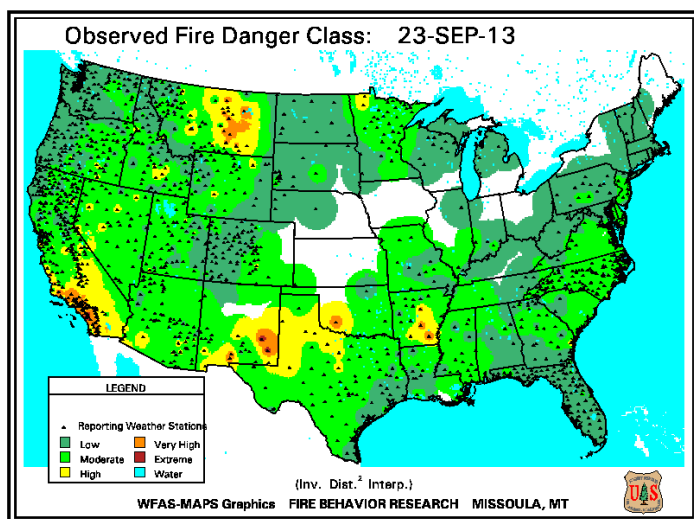 Observed Fire Danger Class: 23-SEP-13
LEGEND
Reporting Weather Stations
Low
Very High
Moderate
Extreme
High
Water
(Inv. Dist.² Interp.)
WFAS-MAPS Graphics FIRE BEHAVIOR RESEARCH MISSOULA, MT
UAS